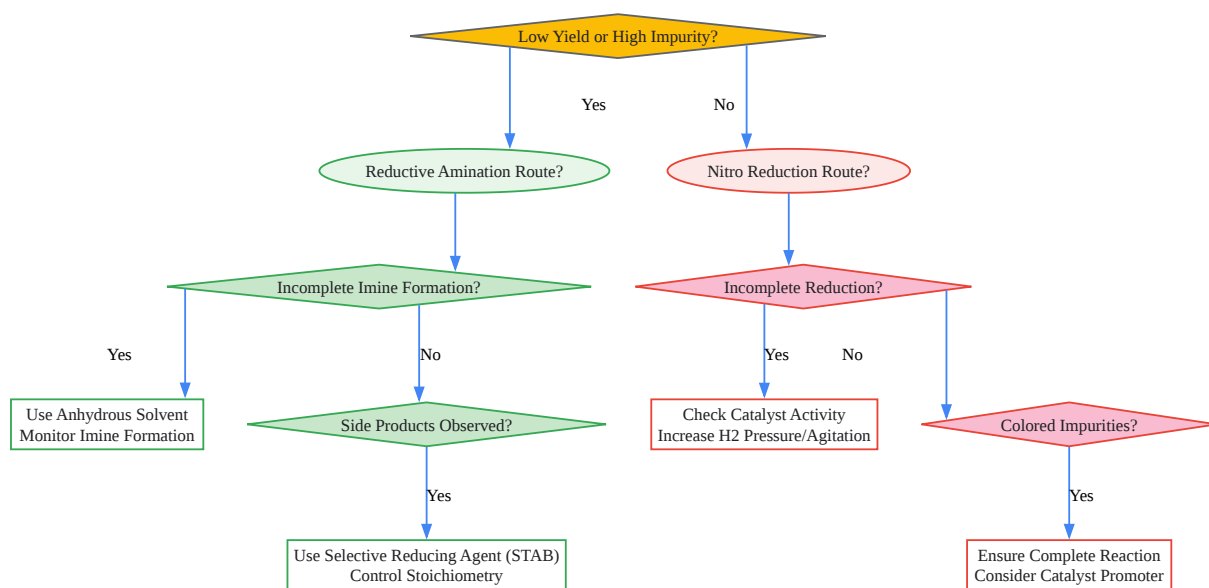 Low Yield or High Impurity?
Yes
No
Reductive Amination Route?
Nitro Reduction Route?
Incomplete Imine Formation?
Incomplete Reduction?
Yes
No
Yes
No
Use Anhydrous Solvent
Monitor Imine Formation
Side Products Observed?
Check Catalyst Activity
Increase H2 Pressure/Agitation
Colored Impurities?
Yes
Yes
Use Selective Reducing Agent (STAB)
Control Stoichiometry
Ensure Complete Reaction
Consider Catalyst Promoter